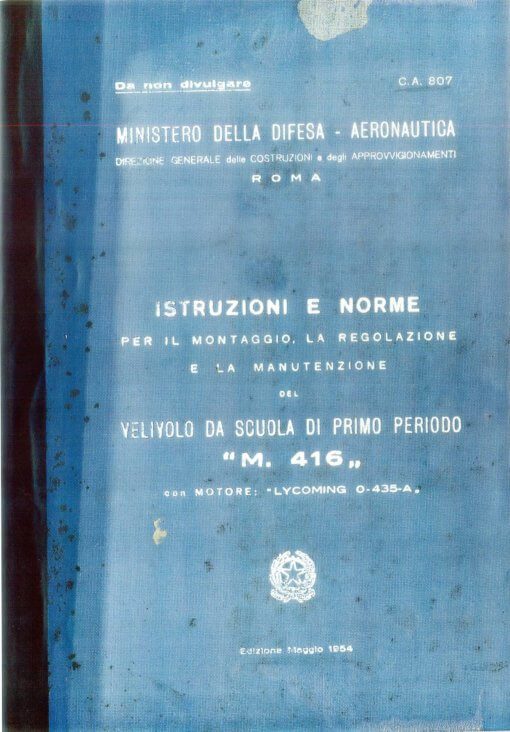 Da non divulgare
C.A. 807
MINISTERO DELLA DIFESA - AERONAUTICA
DIREZIONE GENERALE delle COSTRUZIONI e degli APPROVVIGIONAMENTI
ROMA
ISTRUZIONI E NORME
PER IL MONTAGGIO, LA REGOLAZIONE
E LA MANUTENZIONE
DEL
VELIVOLO DA SCUOLA DI PRIMO PERIODO
"M. 416„
con MOTORE: "LYCOMING O-435-A„
Edizione Maggio 1954